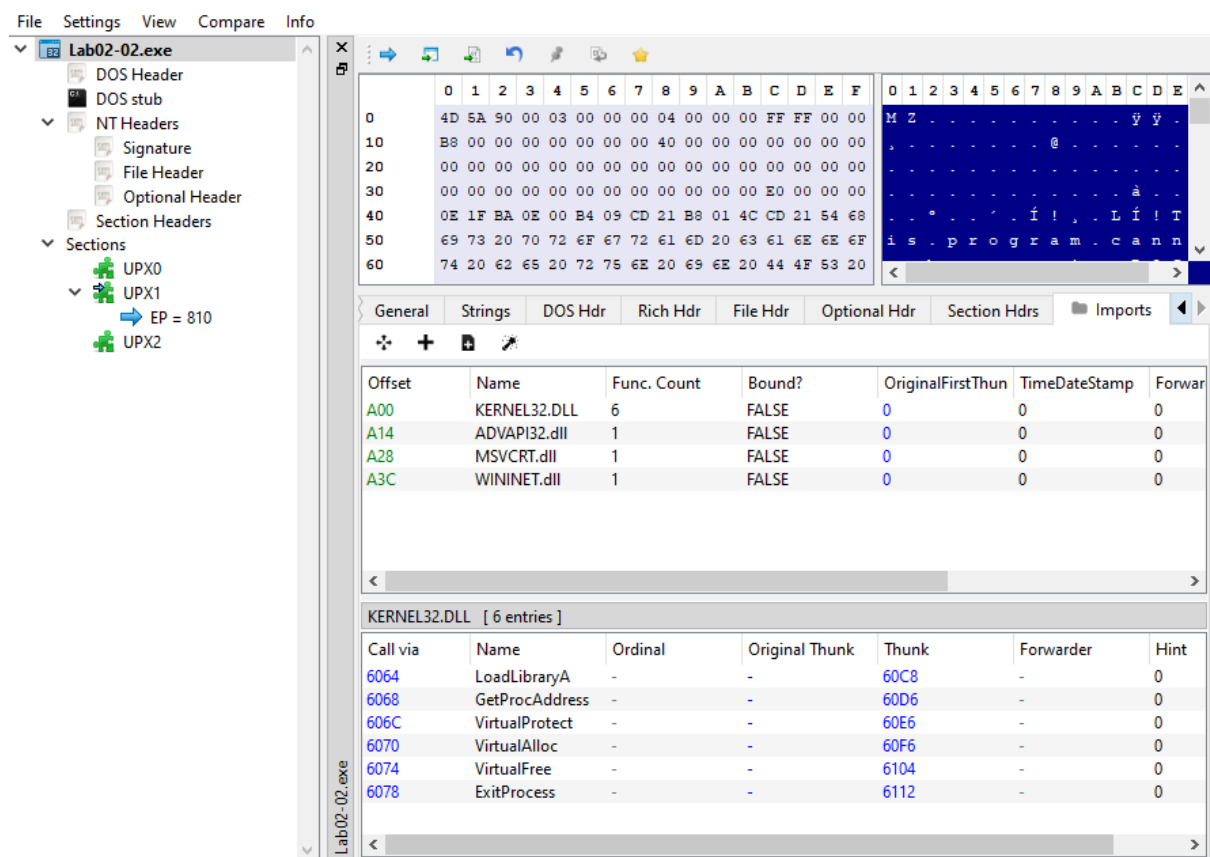 File Settings View Compare Info
Lab02-02.exe
DOS Header
DOS stub
NT Headers
Signature
File Header
Optional Header
Section Headers
Sections
UPX0
UPX1
EP = 810
UPX2
Lab02-02.exe
0 1 2 3 4 5 6 7 8 9 A B C D E F 0 1 2 3 4 5 6 7 8 9 A B C D E
0 4D 5A 90 00 03 00 00 00 04 00 00 00 FF FF 00 00 M Z . . . . . . . . . . ÿ ÿ .
10 B8 00 00 00 00 00 00 00 40 00 00 00 00 00 00 00 ¸ . . . . . . . @ . . . . . .
20 00 00 00 00 00 00 00 00 00 00 00 00 00 00 00 00 . . . . . . . . . . . . . . .
30 00 00 00 00 00 00 00 00 00 00 00 00 E0 00 00 00 . . . . . . . . . . . . à . .
40 0E 1F BA 0E 00 B4 09 CD 21 B8 01 4C CD 21 54 68 . . º . . ´ . Í ! ¸ . L Í ! T
50 69 73 20 70 72 6F 67 72 61 6D 20 63 61 6E 6E 6F i s . p r o g r a m . c a n n
60 74 20 62 65 20 72 75 6E 20 69 6E 20 44 4F 53 20
General Strings DOS Hdr Rich Hdr File Hdr Optional Hdr Section Hdrs Imports
Offset Name Func. Count Bound? OriginalFirstThun TimeDateStamp Forwar
A00 KERNEL32.DLL 6 FALSE 0 0 0
A14 ADVAPI32.dll 1 FALSE 0 0 0
A28 MSVCRT.dll 1 FALSE 0 0 0
A3C WININET.dll 1 FALSE 0 0 0
KERNEL32.DLL [ 6 entries ]
Call via Name Ordinal Original Thunk Thunk Forwarder Hint
6064 LoadLibraryA - - 60C8 - 0
6068 GetProcAddress - - 60D6 - 0
606C VirtualProtect - - 60E6 - 0
6070 VirtualAlloc - - 60F6 - 0
6074 VirtualFree - - 6104 - 0
6078 ExitProcess - - 6112 - 0